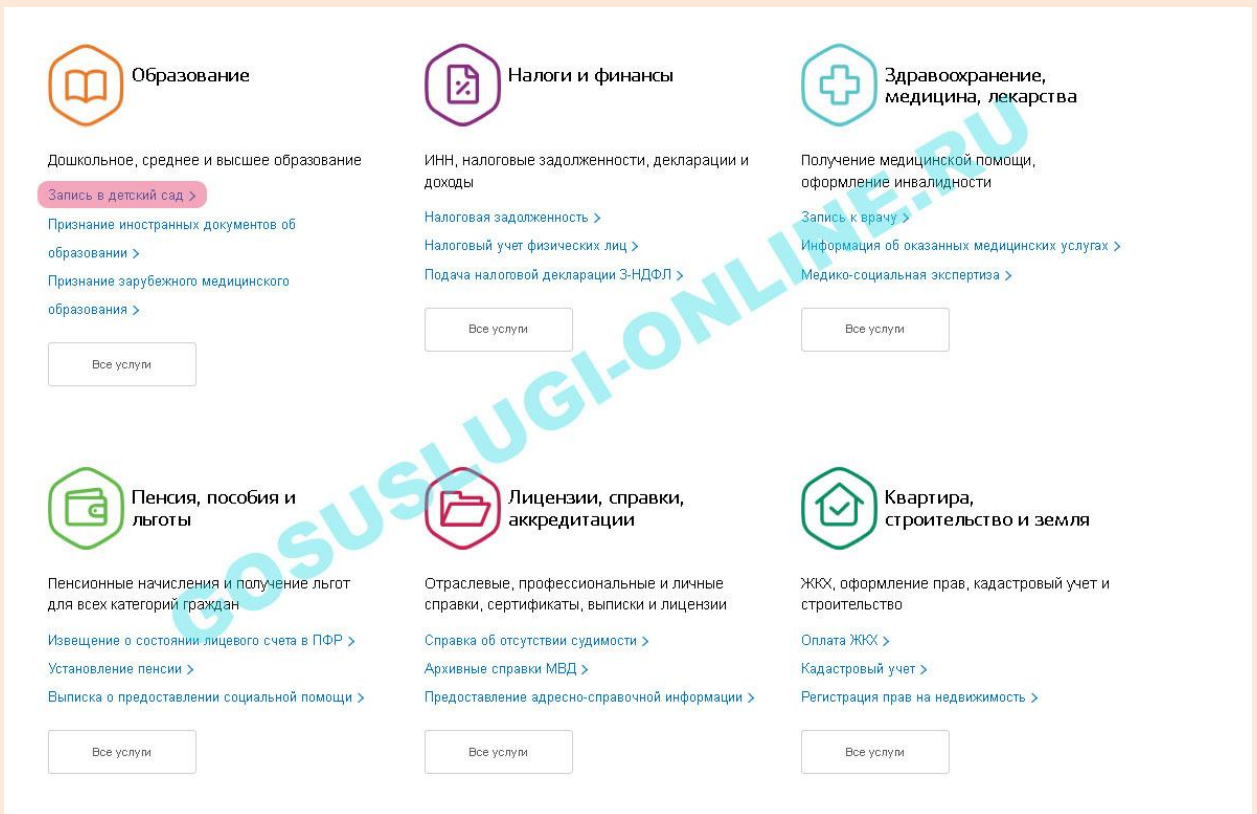 Образование
Дошкольное, среднее и высшее образование
Запись в детский сад >
Признание иностранных документов об
образовании >
Признание зарубежного медицинского
образования >
Все услуги
Налоги и финансы
ИНН, налоговые задолженности, декларации и
доходы
Налоговая задолженность >
Налоговый учет физических лиц >
Подача налоговой декларации 3-НДФЛ >
Все услуги
Здравоохранение,
медицина, лекарства
Получение медицинской помощи,
оформление инвалидности
Запись к врачу >
Информация об оказанных медицинских услугах >
Медико-социальная экспертиза >
Все услуги
Пенсия, пособия и
льготы
Пенсионные начисления и получение льгот
для всех категорий граждан
Извещение о состоянии лицевого счета в ПФР >
Установление пенсии >
Выписка о предоставлении социальной помощи >
Все услуги
Лицензии, справки,
аккредитации
Отраслевые, профессиональные и личные
справки, сертификаты, выписки и лицензии
Справка об отсутствии судимости >
Архивные справки МВД >
Предоставление адресно-справочной информации >
Все услуги
Квартира,
строительство и земля
ЖКХ, оформление прав, кадастровый учет и
строительство
Оплата ЖКХ >
Кадастровый учет >
Регистрация прав на недвижимость >
Все услуги
GOSUSLUGI-ONLINE.RU